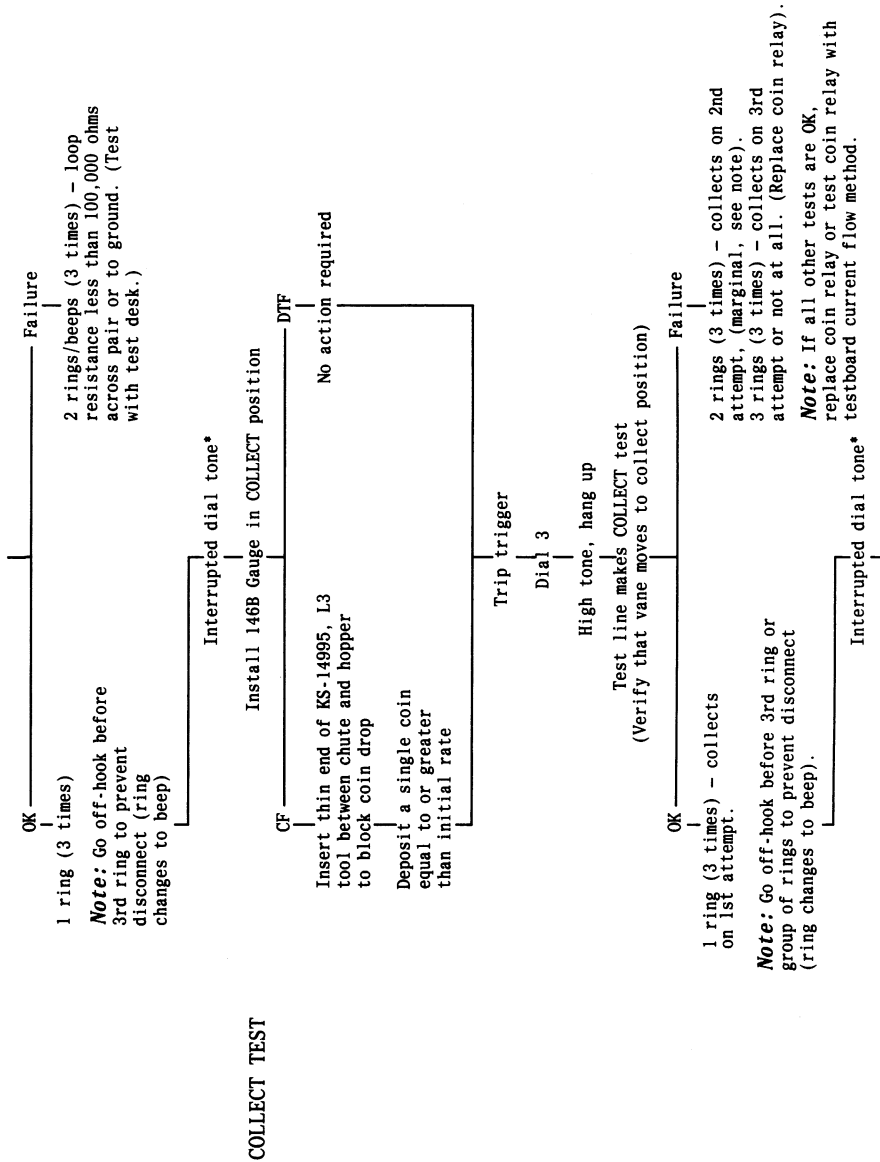 OK
Failure
1 ring (3 times)
Note: Go off-hook before
3rd ring to prevent
disconnect (ring
changes to beep)
2 rings/beeps (3 times) – loop
resistance less than 100,000 ohms
across pair or to ground. (Test
with test desk.)
Interrupted dial tone*
COLLECT TEST
Install 146B Gauge in COLLECT position
CF
DTF
Insert thin end of KS-14995, L3
tool between chute and hopper
to block coin drop
Deposit a single coin
equal to or greater
than initial rate
No action required
Trip trigger
Dial 3
High tone, hang up
Test line makes COLLECT test
(Verify that vane moves to collect position)
OK
Failure
1 ring (3 times) – collects
on 1st attempt.
Note: Go off-hook before 3rd ring or
group of rings to prevent disconnect
(ring changes to beep).
2 rings (3 times) – collects on 2nd
attempt, (marginal, see note).
3 rings (3 times) – collects on 3rd
attempt or not at all. (Replace coin relay).
Note: If all other tests are OK,
replace coin relay or test coin relay with
testboard current flow method.
Interrupted dial tone*